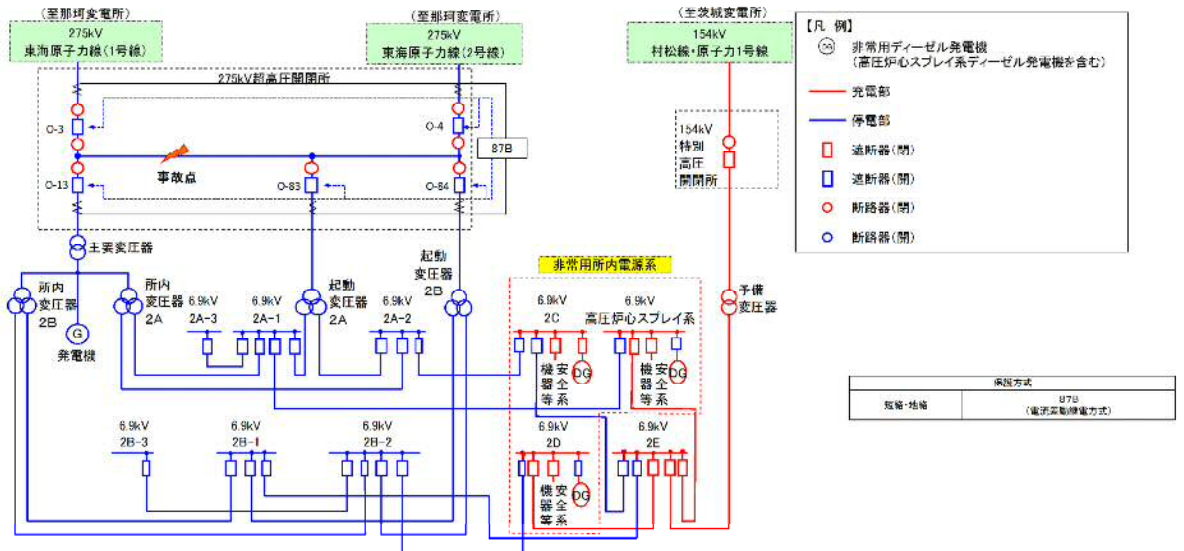 (至那珂変電所)
275kV
東海原子力線(1号線)
(至那珂変電所)
275kV
東海原子力線(2号線)
(至茨城変電所)
154kV
村松線・原子力1号線
【凡 例】
DG
非常用ディーゼル発電機
(高圧炉心スプレイ系ディーゼル発電機を含む)
充電部
停電部
遮断器(閉)
遮断器(開)
断路器(閉)
断路器(開)
275kV超高圧開閉所
O-3
O-4
87B
事故点
O-13
O-83
O-84
154kV
特別
高圧
開閉所
主要変圧器
所内
変圧器
2B
所内
変圧器
2A
G
発電機
起動
変圧器
2A
起動
変圧器
2B
予備
変圧器
非常用所内電源系
6.9kV
2A-3
6.9kV
2A-1
6.9kV
2A-2
6.9kV
2C
6.9kV
高圧炉心スプレイ系
安全系
機器等
DG
安全系
機器等
DG
6.9kV
2B-3
6.9kV
2B-1
6.9kV
2B-2
6.9kV
2D
6.9kV
2E
安全系
機器等
DG
保護方式
短絡・地絡
87B
(電流差動継電方式)